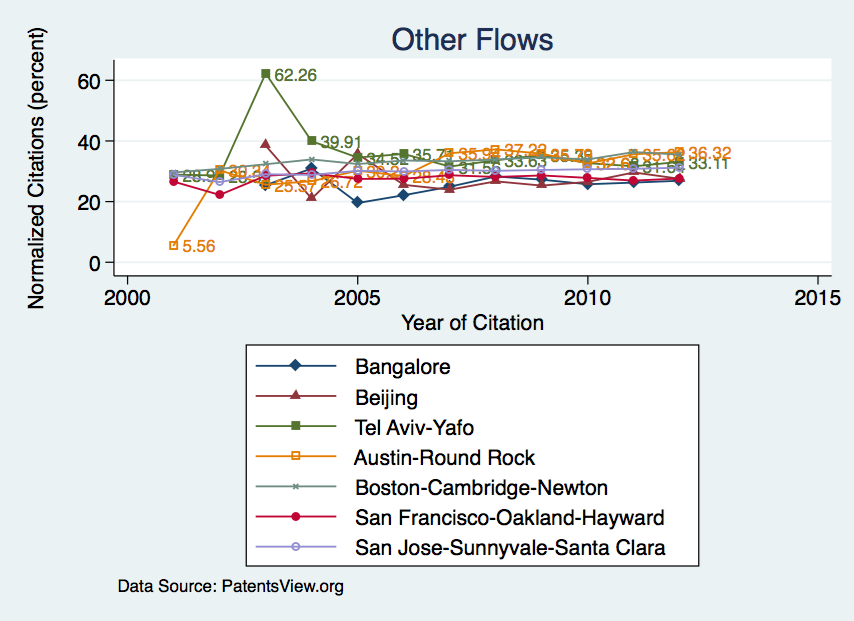 Other Flows
Normalized Citations (percent)
60
40
20
0
62.26
39.91
5.56
36.32
33.11
2000
2005
2010
2015
Year of Citation
Bangalore
Beijing
Tel Aviv-Yafo
Austin-Round Rock
Boston-Cambridge-Newton
San Francisco-Oakland-Hayward
San Jose-Sunnyvale-Santa Clara
Data Source: PatentsView.org